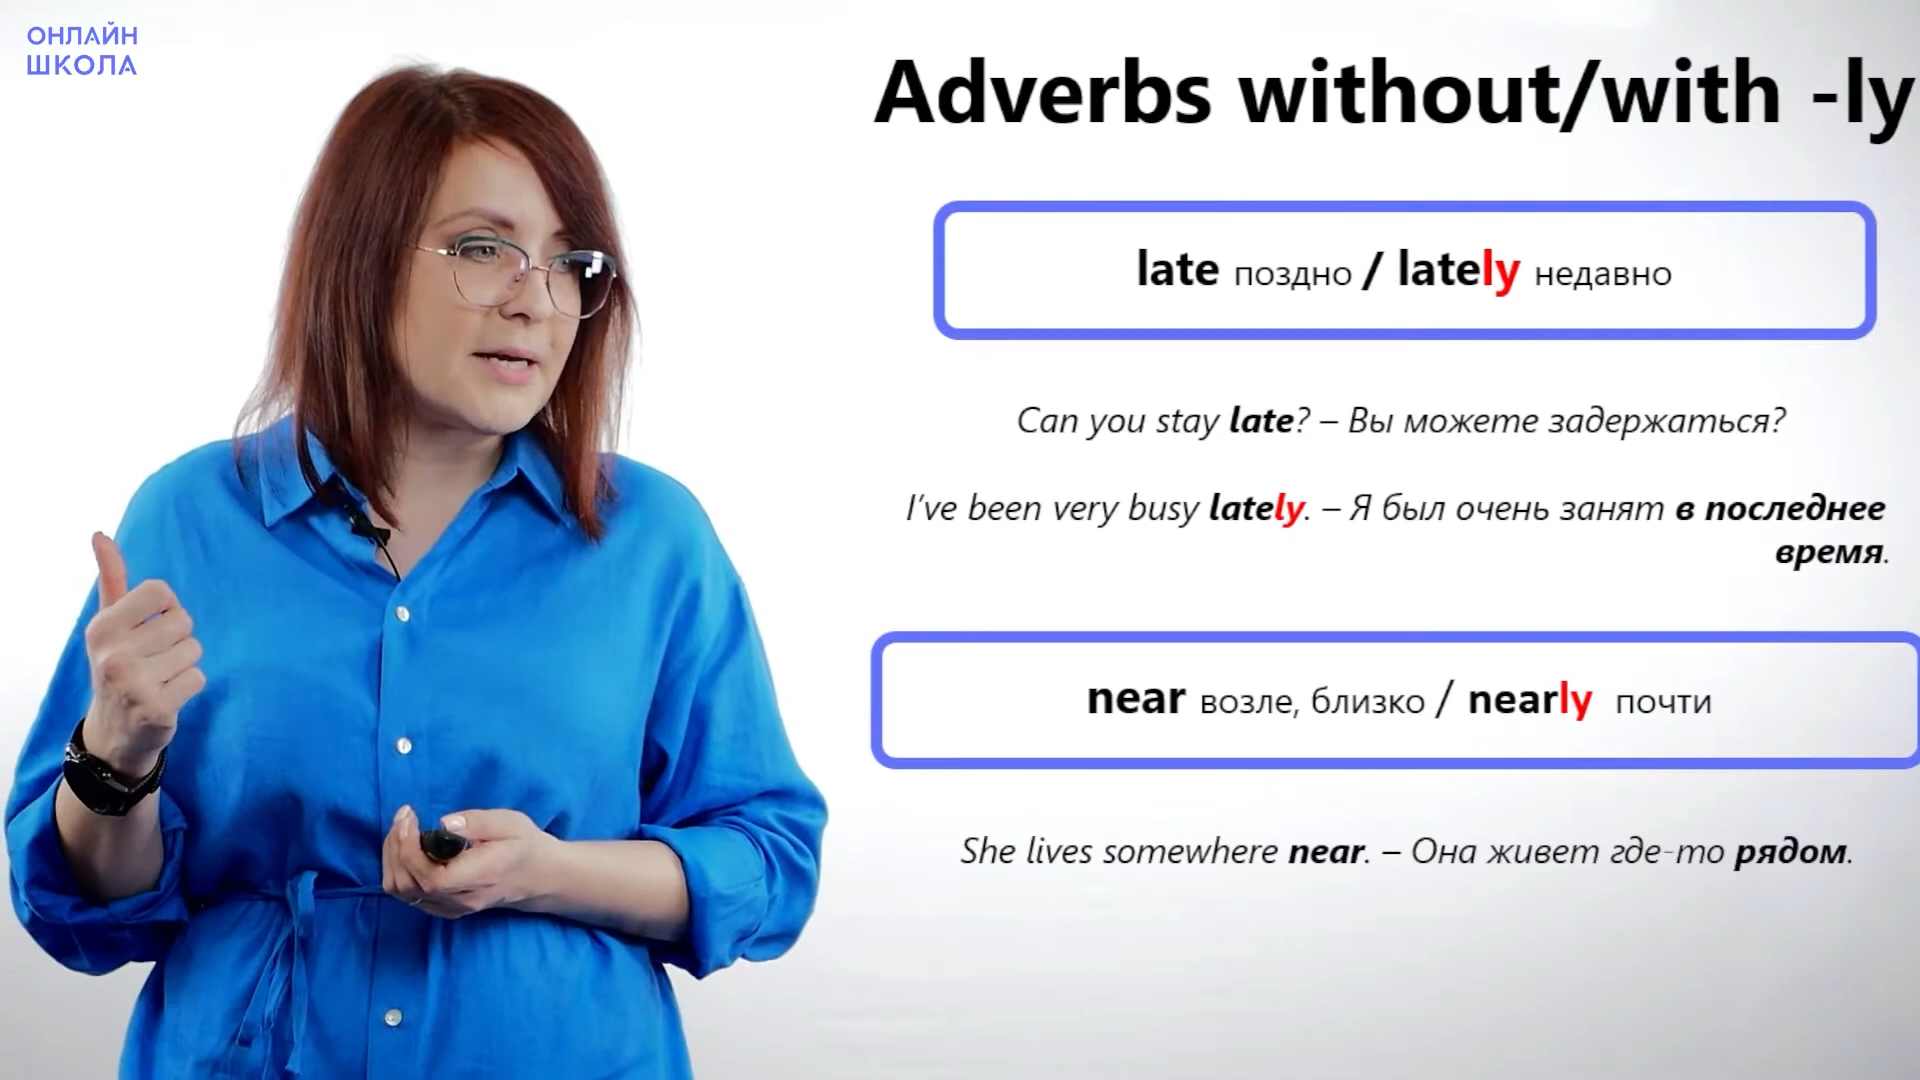 ОНЛАЙН
ШКОЛА
Adverbs without/with -ly
late поздно / lately недавно
Can you stay late? – Вы можете задержаться?
I’ve been very busy lately. – Я был очень занят в последнее
время.
near возле, близко / nearly почти
She lives somewhere near. – Она живет где-то рядом.